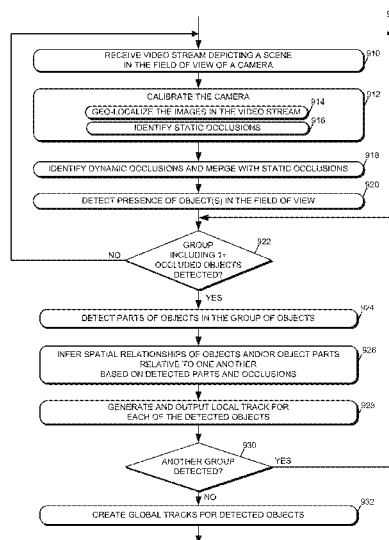 9
RECEIVE VIDEO STREAM DEPICTING A SCENE
IN THE FIELD OF VIEW OF A CAMERA
910
CALIBRATE THE CAMERA
912
914
GEO-LOCALIZE THE IMAGES IN THE VIDEO STREAM
916
IDENTIFY STATIC OCCLUSIONS
918
IDENTIFY DYNAMIC OCCLUSIONS AND MERGE WITH STATIC OCCLUSIONS
920
DETECT PRESENCE OF OBJECT(S) IN THE FIELD OF VIEW
922
GROUP
INCLUDING 1+
OCCLUDED OBJECTS
DETECTED?
NO
YES
924
DETECT PARTS OF OBJECTS IN THE GROUP OF OBJECTS
926
INFER SPATIAL RELATIONSHIPS OF OBJECTS AND/OR OBJECT PARTS
RELATIVE TO ONE ANOTHER
BASED ON DETECTED PARTS AND OCCLUSIONS
928
GENERATE AND OUTPUT LOCAL TRACK FOR
EACH OF THE DETECTED OBJECTS
930
ANOTHER GROUP
DETECTED?
YES
NO
932
CREATE GLOBAL TRACKS FOR DETECTED OBJECTS